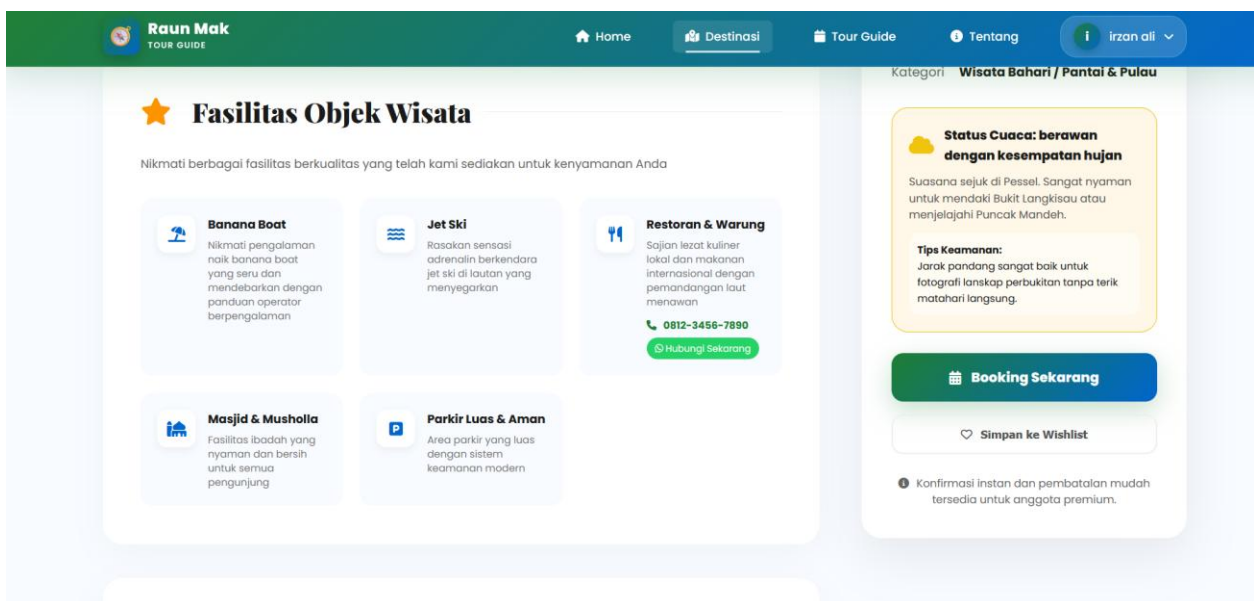 Raun Mak
TOUR GUIDE
Home
Destinasi
Tour Guide
Tentang
i
irzan ali
Fasilitas Objek Wisata
Nikmati berbagai fasilitas berkualitas yang telah kami sediakan untuk kenyamanan Anda
Banana Boat
Nikmati pengalaman
naik banana boat
yang seru dan
mendebarkan dengan
panduan operator
berpengalaman
Jet Ski
Rasakan sensasi
adrenalin berkendara
jet ski di lautan yang
menyegarkan
Restoran & Warung
Sajian lezat kuliner
lokal dan makanan
internasional dengan
pemandangan laut
menawan
0812-3456-7890
Hubungi Sekarang
Masjid & Musholla
Fasilitas ibadah yang
nyaman dan bersih
untuk semua
pengunjung
P
Parkir Luas & Aman
Area parkir yang luas
dengan sistem
keamanan modern
Kategori Wisata Bahari / Pantai & Pulau
Status Cuaca: berawan
dengan kesempatan hujan
Suasana sejuk di Pessel. Sangat nyaman
untuk mendaki Bukit Langkisau atau
menjelajahi Puncak Mandeh.
Tips Keamanan:
Jarak pandang sangat baik untuk
fotografi lanskap perbukitan tanpa terik
matahari langsung.
Booking Sekarang
Simpan ke Wishlist
Konfirmasi instan dan pembatalan mudah
tersedia untuk anggota premium.